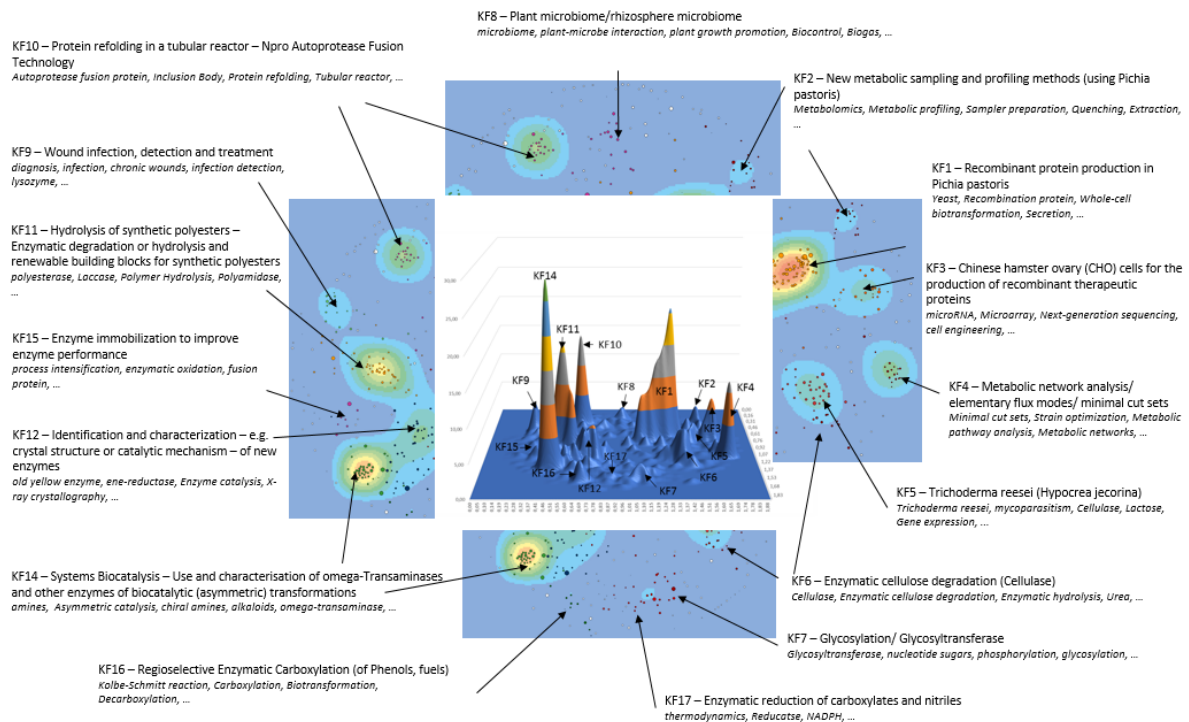 KF8 – Plant microbiome/rhizosphere microbiome
microbiome, plant-microbe interaction, plant growth promotion, Biocontrol, Biogas, ...
KF10 – Protein refolding in a tubular reactor – Npro Autoprotease Fusion
Technology
Autoprotease fusion protein, Inclusion Body, Protein refolding, Tubular reactor, ...
KF2 – New metabolic sampling and profiling methods (using Pichia
pastoris)
Metabolomics, Metabolic profiling, Sampler preparation, Quenching, Extraction,
...
KF9 – Wound infection, detection and treatment
diagnosis, infection, chronic wounds, infection detection,
lysozyme, ...
KF1 – Recombinant protein production in
Pichia pastoris
Yeast, Recombination protein, Whole-cell
biotransformation, Secretion, ...
KF11 – Hydrolysis of synthetic polyesters –
Enzymatic degradation or hydrolysis and
renewable building blocks for synthetic polyesters
polyesterase, Laccase, Polymer Hydrolysis, Polyamidase,
...
KF3 – Chinese hamster ovary (CHO) cells for the
production of recombinant therapeutic
proteins
microRNA, Microarray, Next-generation sequencing,
cell engineering, ...
KF15 – Enzyme immobilization to improve
enzyme performance
process intensification, enzymatic oxidation, fusion
protein, ...
KF4 – Metabolic network analysis/
elementary flux modes/ minimal cut sets
Minimal cut sets, Strain optimization, Metabolic
pathway analysis, Metabolic networks, ...
KF12 – Identification and characterization – e.g.
crystal structure or catalytic mechanism – of new
enzymes
old yellow enzyme, ene-reductase, Enzyme catalysis, X-
ray crystallography, ...
30,00
25,00
20,00
15,00
10,00
5,00
0,00
KF14
KF11
KF10
KF9
KF8
KF2
KF4
KF1
KF3
KF15
KF17
KF5
KF16
KF12
KF7
KF6
KF5 – Trichoderma reesei (Hypocrea jecorina)
Trichoderma reesei, mycoparasitism, Cellulase, Lactose,
Gene expression, ...
KF14 – Systems Biocatalysis – Use and characterisation of omega-Transaminases
and other enzymes of biocatalytic (asymmetric) transformations
amines, Asymmetric catalysis, chiral amines, alkaloids, omega-transaminase, ...
KF6 – Enzymatic cellulose degradation (Cellulase)
Cellulase, Enzymatic cellulose degradation, Enzymatic hydrolysis, Urea, ...
KF7 – Glycosylation/ Glycosyltransferase
Glycosyltransferase, nucleotide sugars, phosphorylation, glycosylation, ...
KF16 – Regioselective Enzymatic Carboxylation (of Phenols, fuels)
Kolbe-Schmitt reaction, Carboxylation, Biotransformation,
Decarboxylation, ...
KF17 – Enzymatic reduction of carboxylates and nitriles
thermodynamics, Reducatse, NADPH, ...